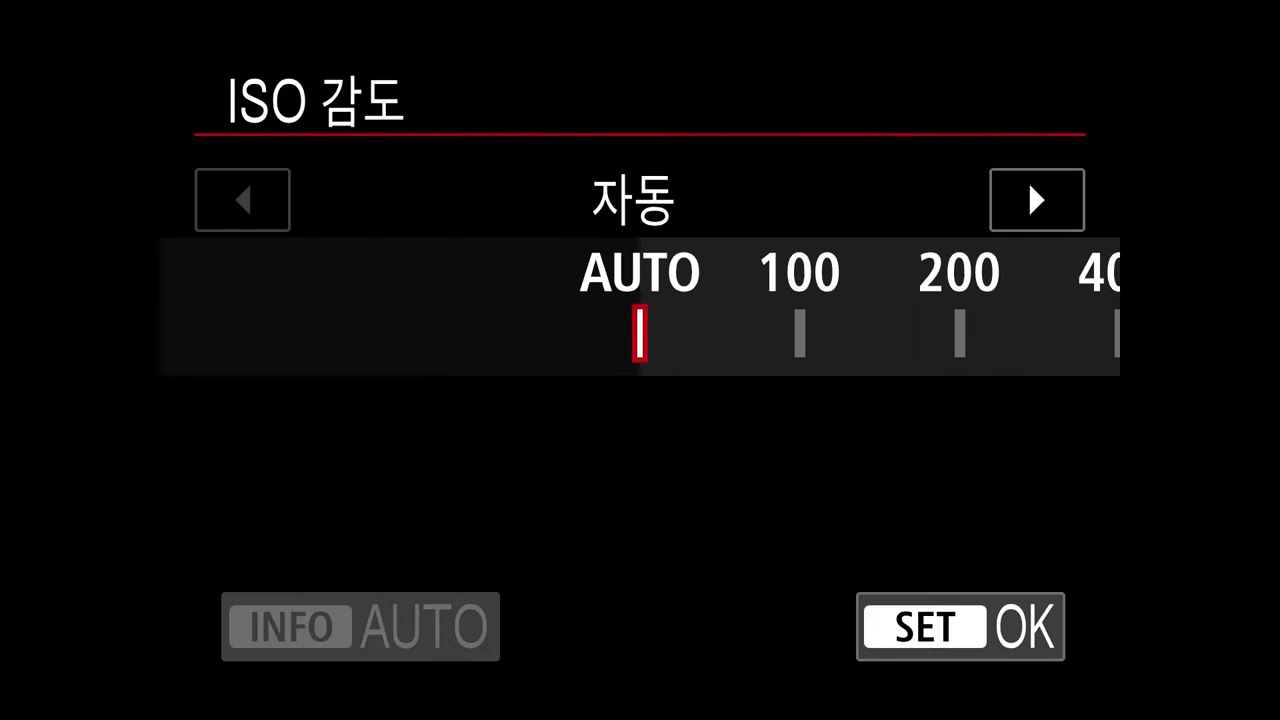 ISO 감도
자동
AUTO 100 200
INFO AUTO SET OK